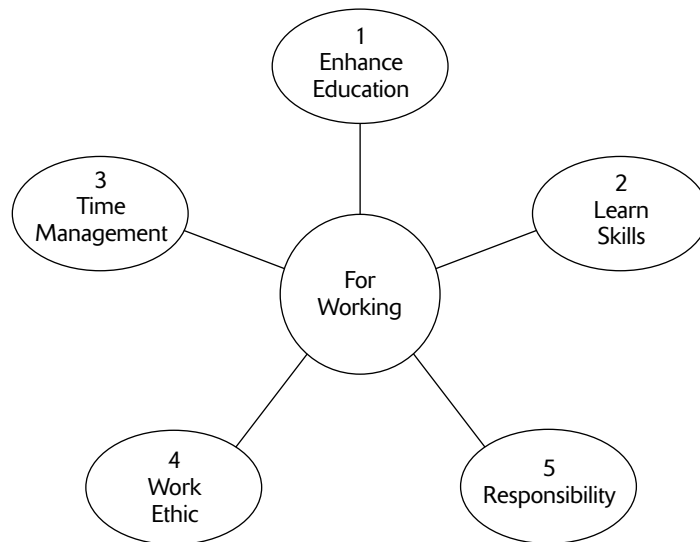 1
Enhance
Education
3
Time
Management
2
Learn
Skills
For
Working
4
Work
Ethic
5
Responsibility